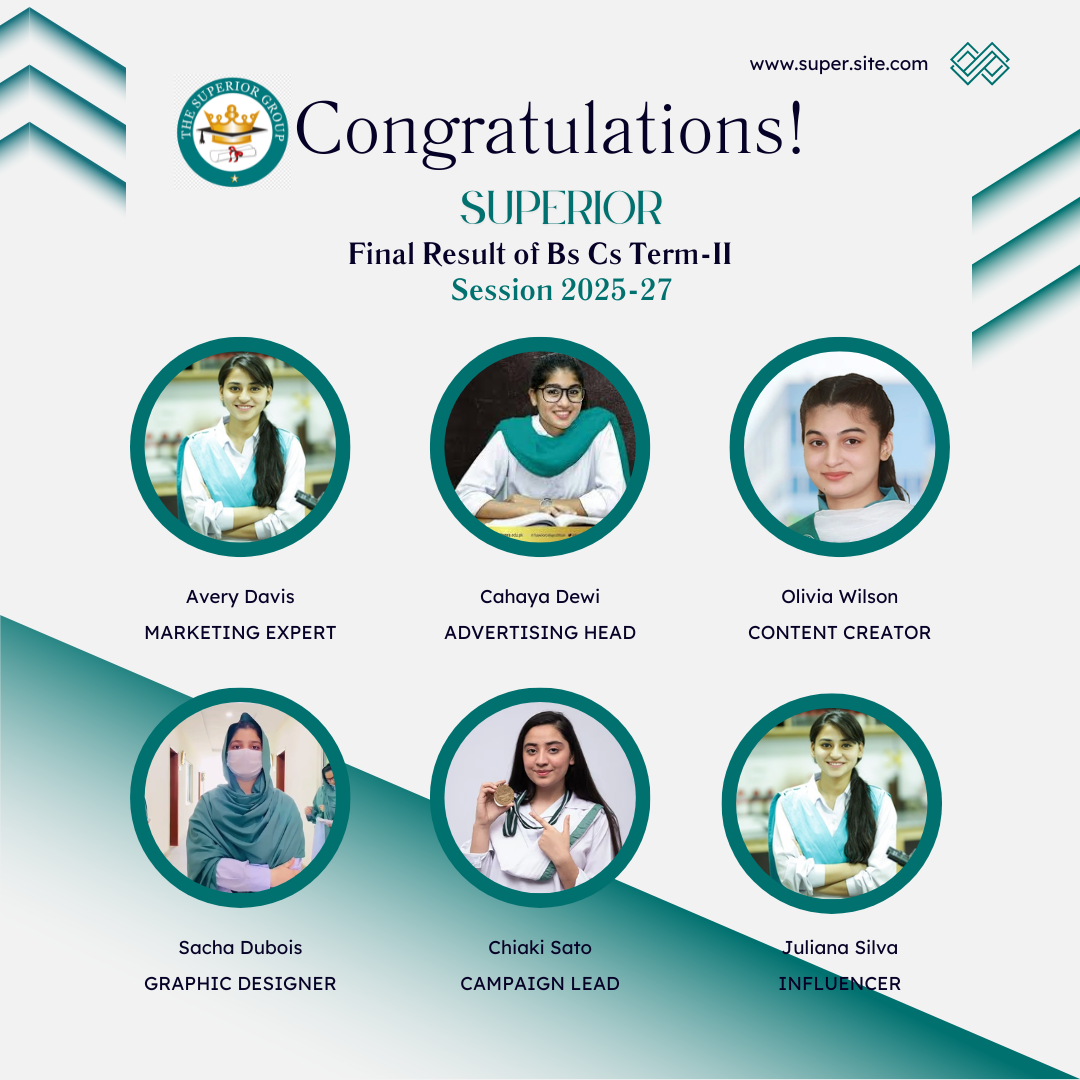 www.super.site.com
THE SUPERIOR GROUP
Congratulations!
SUPERIOR
Final Result of Bs Cs Term-II
Session 2025-27
Avery Davis
MARKETING EXPERT
Cahaya Dewi
ADVERTISING HEAD
Olivia Wilson
CONTENT CREATOR
Sacha Dubois
GRAPHIC DESIGNER
Chiaki Sato
CAMPAIGN LEAD
Juliana Silva
INFLUENCER